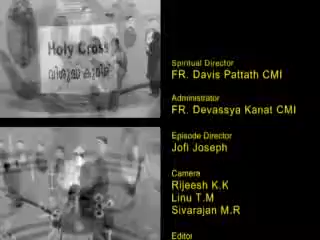 Holy Cross
വിശുദ്ധ കുരിശ്
Spiritual Director
FR. Davis Pattath CMI
Administrator
FR. Devassya Kanat CMI
Episode Director
Jofi Joseph
Camera
Rijeesh K.K
Linu T.M
Sivarajan M.R
Editor